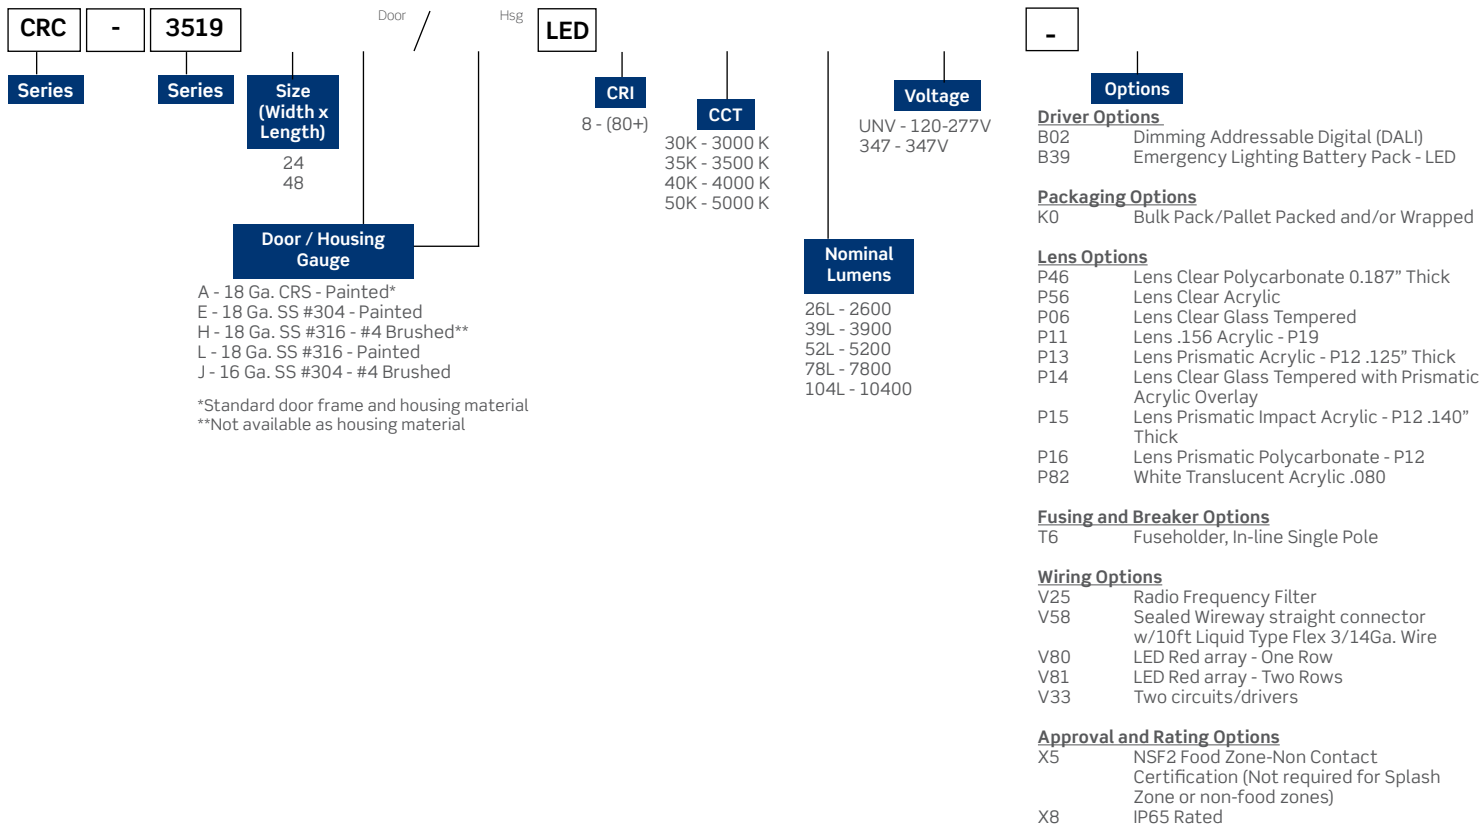 CRC
-
3519
Door
/
Hsg
LED
-
Series
Series
Size
(Width x
Length)
24
48
Door / Housing
Gauge
A - 18 Ga. CRS - Painted*
E - 18 Ga. SS #304 - Painted
H - 18 Ga. SS #316 - #4 Brushed**
L - 18 Ga. SS #316 - Painted
J - 16 Ga. SS #304 - #4 Brushed
*Standard door frame and housing material
**Not available as housing material
CRI
8 - (80+)
CCT
30K - 3000 K
35K - 3500 K
40K - 4000 K
50K - 5000 K
Nominal
Lumens
26L - 2600
39L - 3900
52L - 5200
78L - 7800
104L - 10400
Voltage
UNV - 120-277V
347 - 347V
Options
Driver Options
B02 Dimming Addressable Digital (DALI)
B39 Emergency Lighting Battery Pack - LED
Packaging Options
K0 Bulk Pack/Pallet Packed and/or Wrapped
Lens Options
P46 Lens Clear Polycarbonate 0.187” Thick
P56 Lens Clear Acrylic
P06 Lens Clear Glass Tempered
P11 Lens .156 Acrylic - P19
P13 Lens Prismatic Acrylic - P12 .125” Thick
P14 Lens Clear Glass Tempered with Prismatic
Acrylic Overlay
P15 Lens Prismatic Impact Acrylic - P12 .140”
Thick
P16 Lens Prismatic Polycarbonate - P12
P82 White Translucent Acrylic .080
Fusing and Breaker Options
T6 Fuseholder, In-line Single Pole
Wiring Options
V25 Radio Frequency Filter
V58 Sealed Wireway straight connector
w/10ft Liquid Type Flex 3/14Ga. Wire
V80 LED Red array - One Row
V81 LED Red array - Two Rows
V33 Two circuits/drivers
Approval and Rating Options
X5 NSF2 Food Zone-Non Contact
Certification (Not required for Splash
Zone or non-food zones)
X8 IP65 Rated